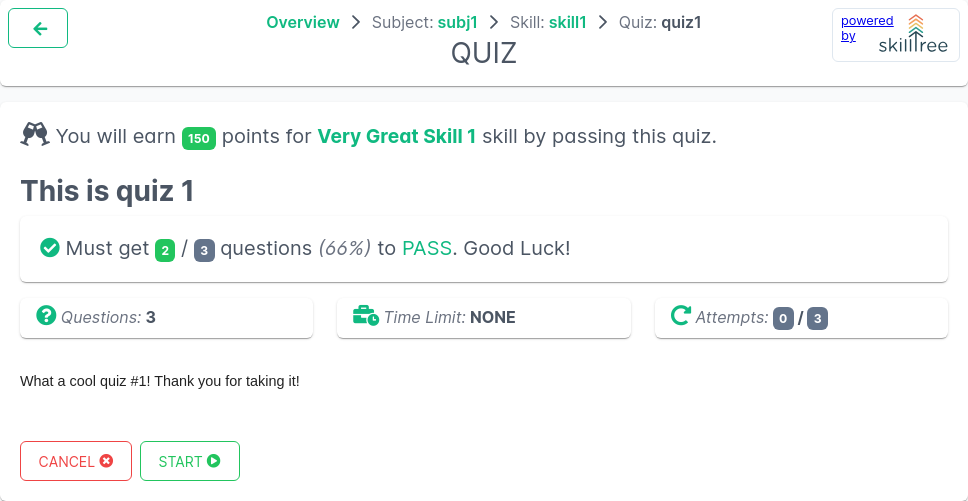 Overview > Subject: subj1 > Skill: skill1 > Quiz: quiz1
QUIZ
powered
by
skilltree
You will earn 150 points for Very Great Skill 1 skill by passing this quiz.
This is quiz 1
Must get 2 / 3 questions (66%) to PASS. Good Luck!
Questions: 3
Time Limit: NONE
Attempts: 0 / 3
What a cool quiz #1! Thank you for taking it!
CANCEL
START